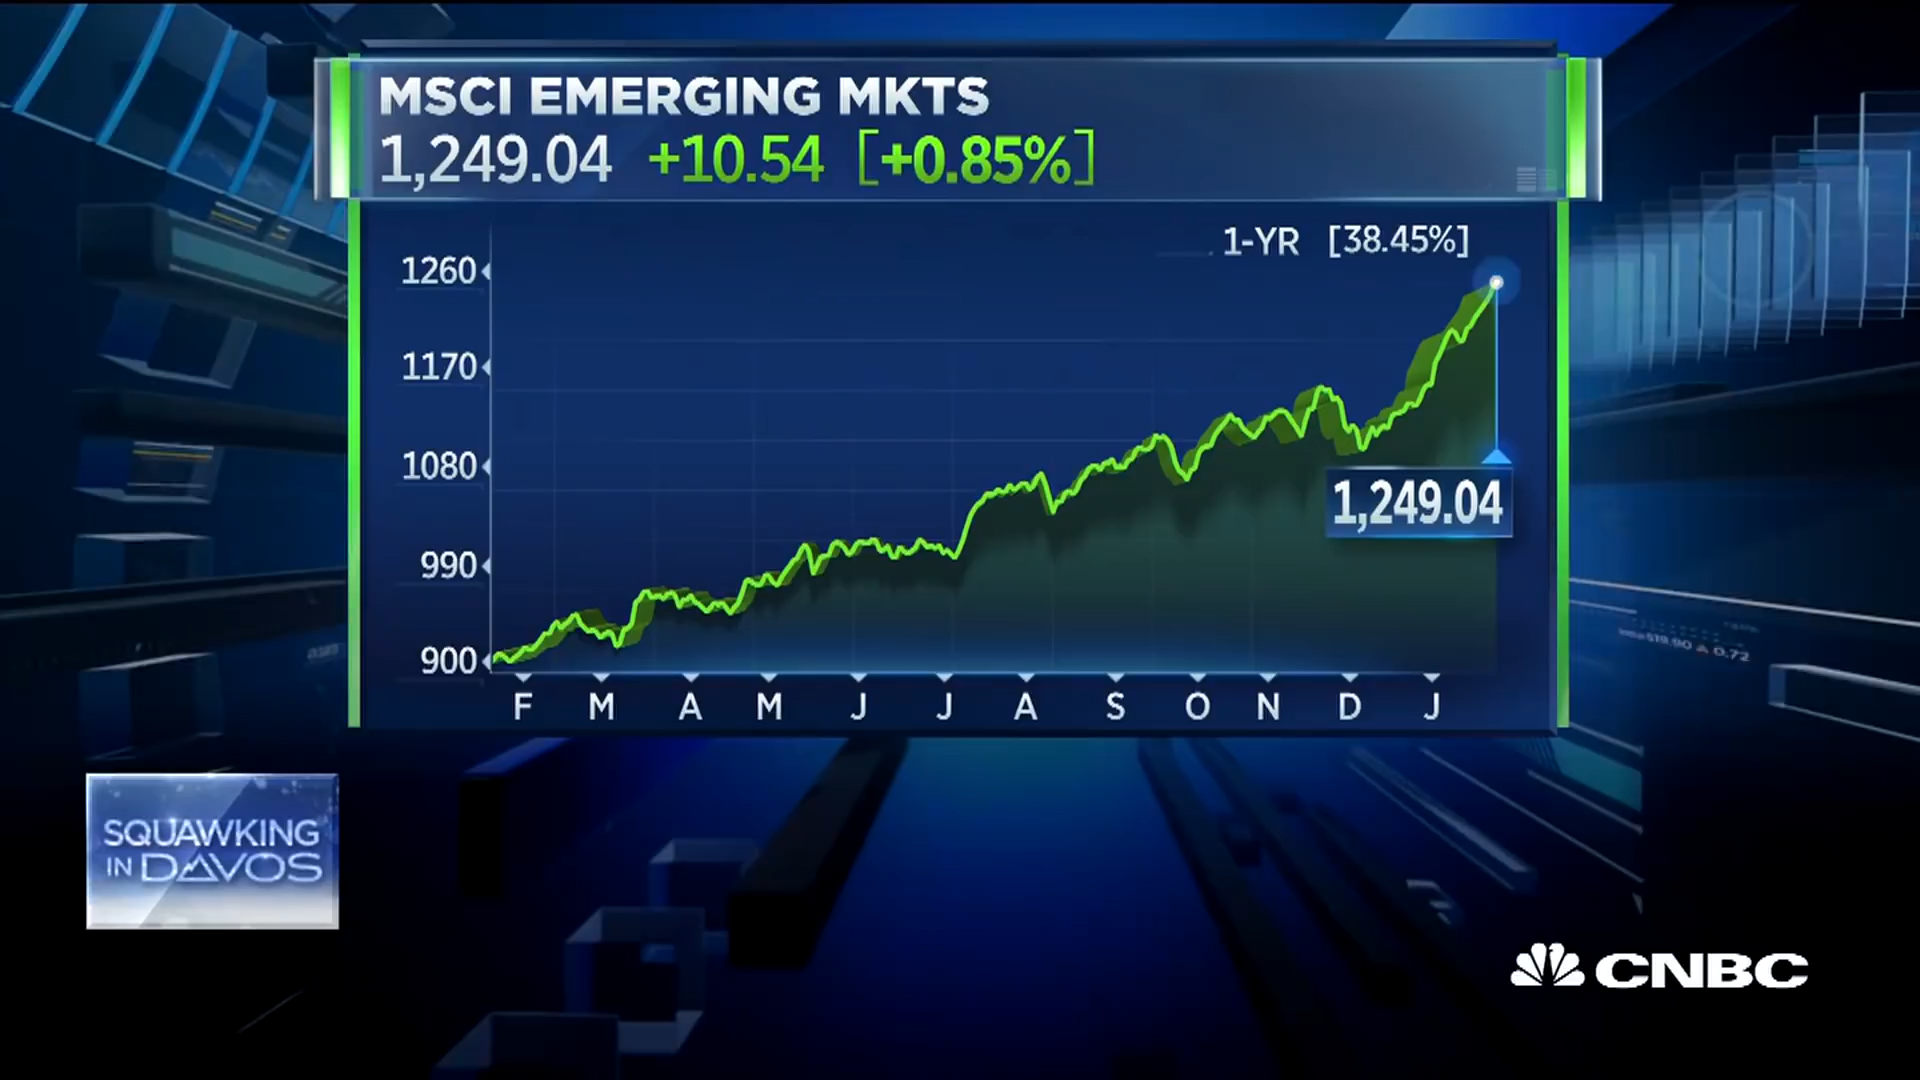 MSCI EMERGING MKTS
1,249.04 +10.54 [+0.85%]
1-YR [38.45%]
1260
1170
1080
990
900
1,249.04
F M A M J J A S O N D J
SQUAWKING
IN DAVOS
CNBC